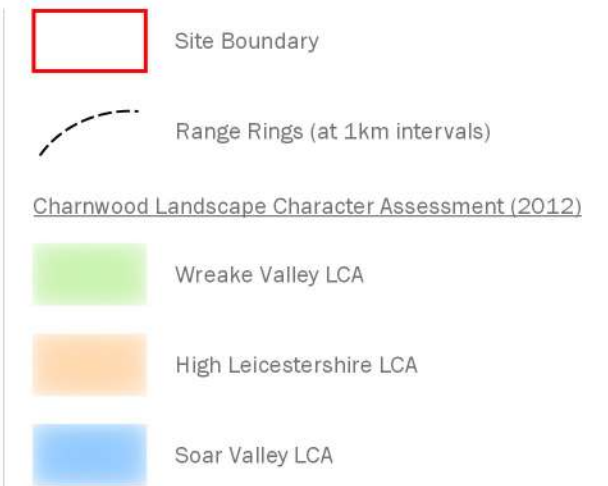 Site Boundary
Range Rings (at 1km intervals)
Charnwood Landscape Character Assessment (2012)
Wreake Valley LCA
High Leicestershire LCA
Soar Valley LCA